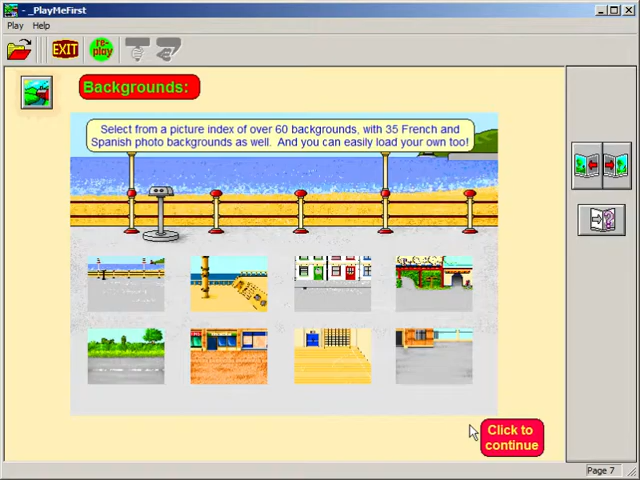 - _PlayMeFirst
Play Help
EXIT
re-
play
Backgrounds:
Select from a picture index of over 60 backgrounds, with 35 French and
Spanish photo backgrounds as well. And you can easily load your own too!
Click to
continue
Page 7